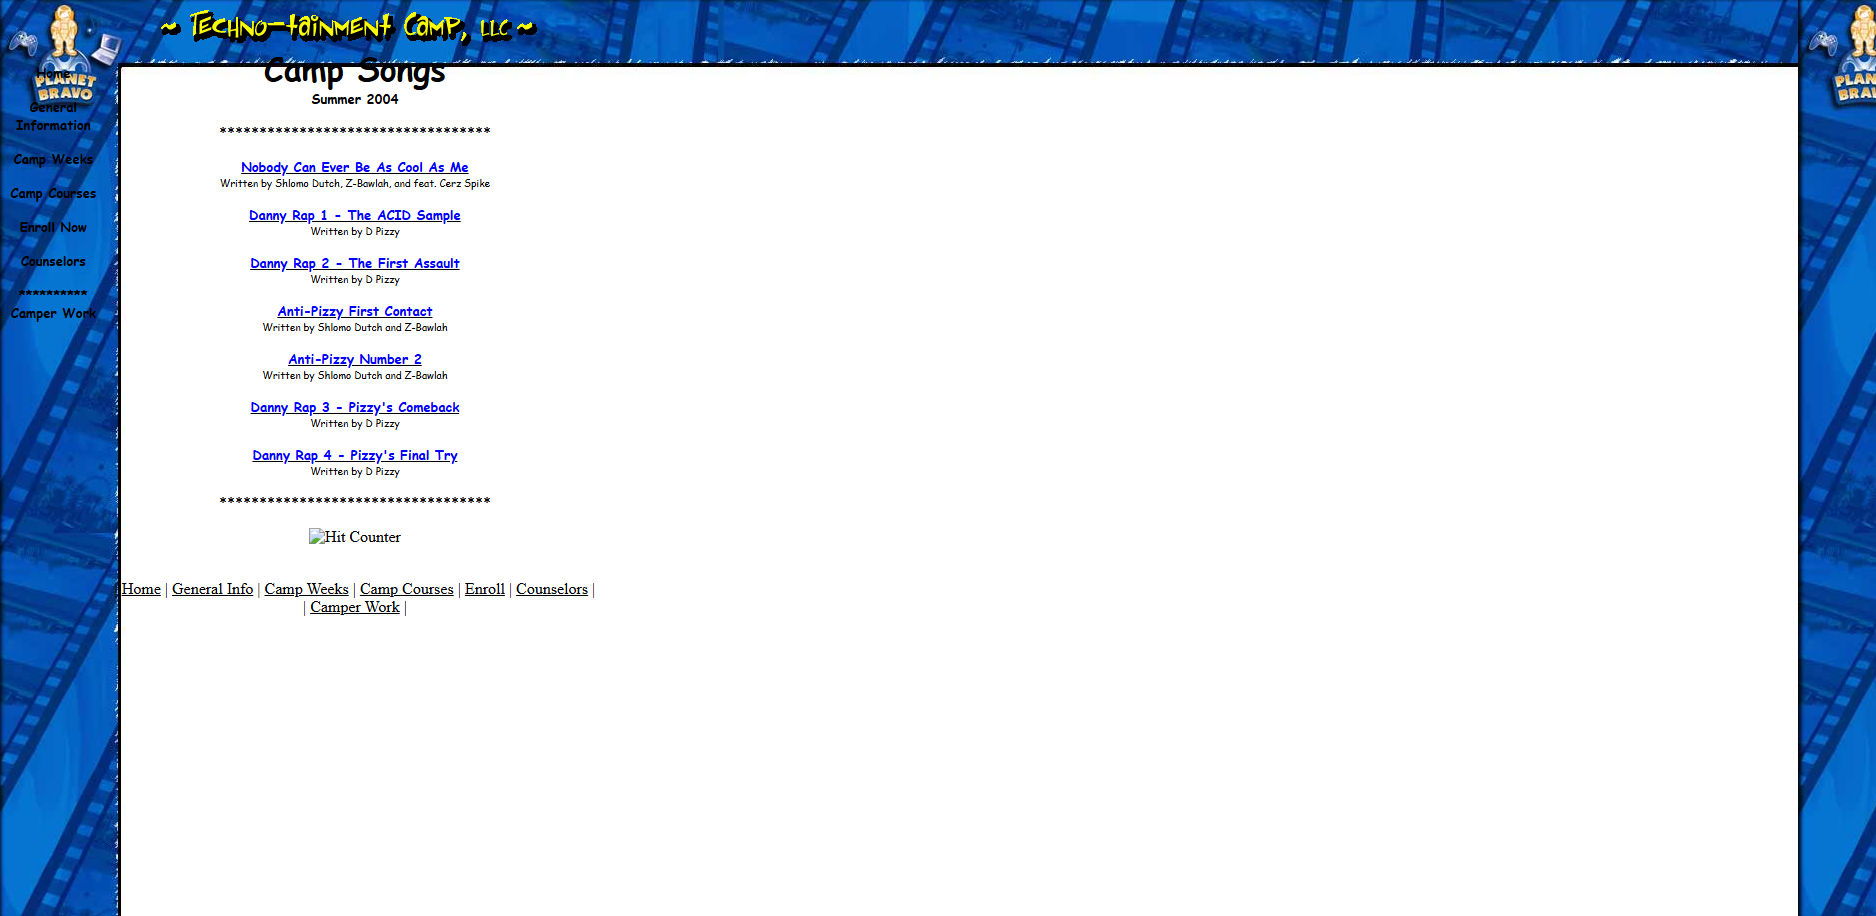 ~ Techno-tainment Camp, LLC ~
PLANET
BRAVO
PLANET
BRAVO
Home
General
Information
Camp Weeks
Camp Courses
Enroll Now
Counselors
**********
Camper Work
Camp Songs
Summer 2004
**********************************
Nobody Can Ever Be As Cool As Me
Written by Shlomo Dutch, Z-Bawlah, and feat. Cerz Spike
Danny Rap 1 - The ACID Sample
Written by D Pizzy
Danny Rap 2 - The First Assault
Written by D Pizzy
Anti-Pizzy First Contact
Written by Shlomo Dutch and Z-Bawlah
Anti-Pizzy Number 2
Written by Shlomo Dutch and Z-Bawlah
Danny Rap 3 - Pizzy's Comeback
Written by D Pizzy
Danny Rap 4 - Pizzy's Final Try
Written by D Pizzy
**********************************
Hit Counter
Home | General Info | Camp Weeks | Camp Courses | Enroll | Counselors |
| Camper Work |